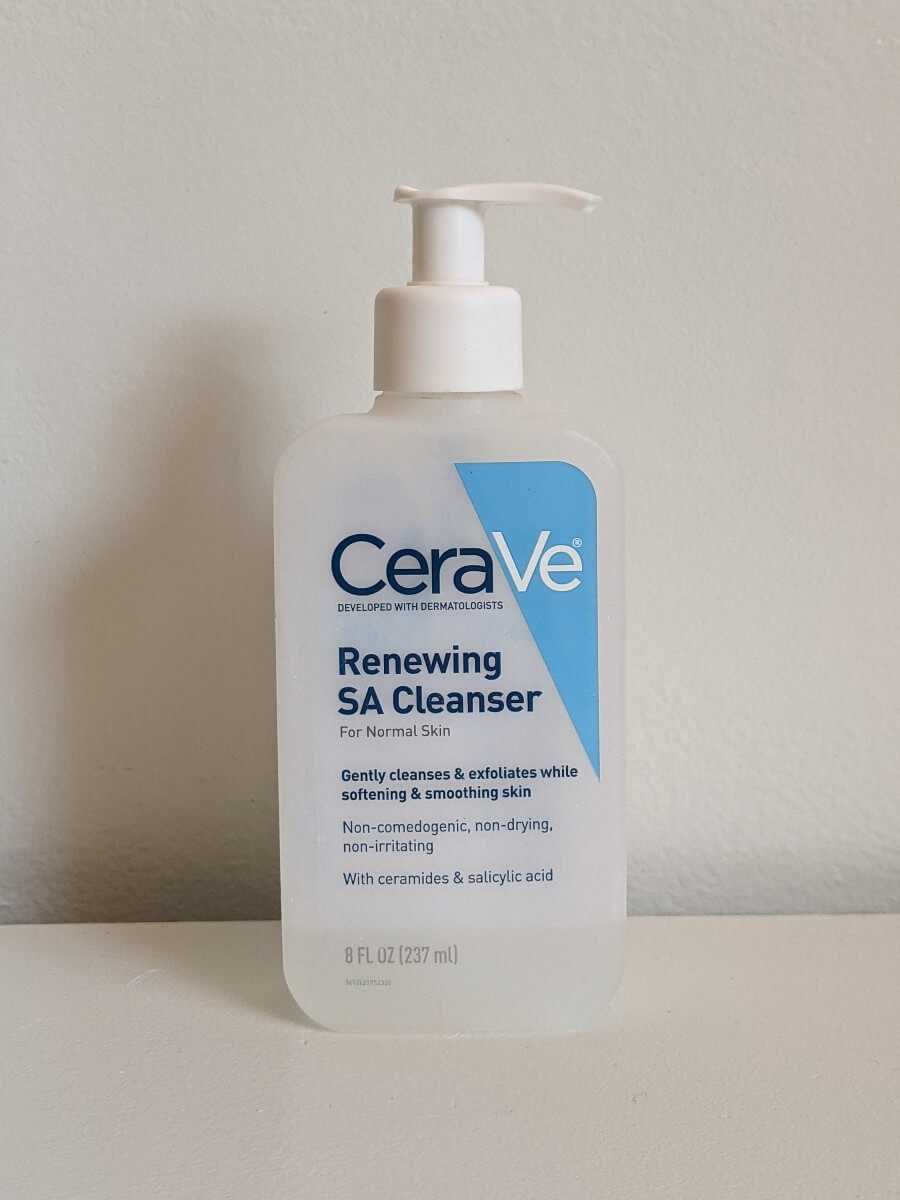 CeraVe®
DEVELOPED WITH DERMATOLOGISTS
Renewing
SA Cleanser
For Normal Skin
Gently cleanses & exfoliates while
softening & smoothing skin
Non-comedogenic, non-drying,
non-irritating
With ceramides & salicylic acid
8 FL OZ (237 ml)